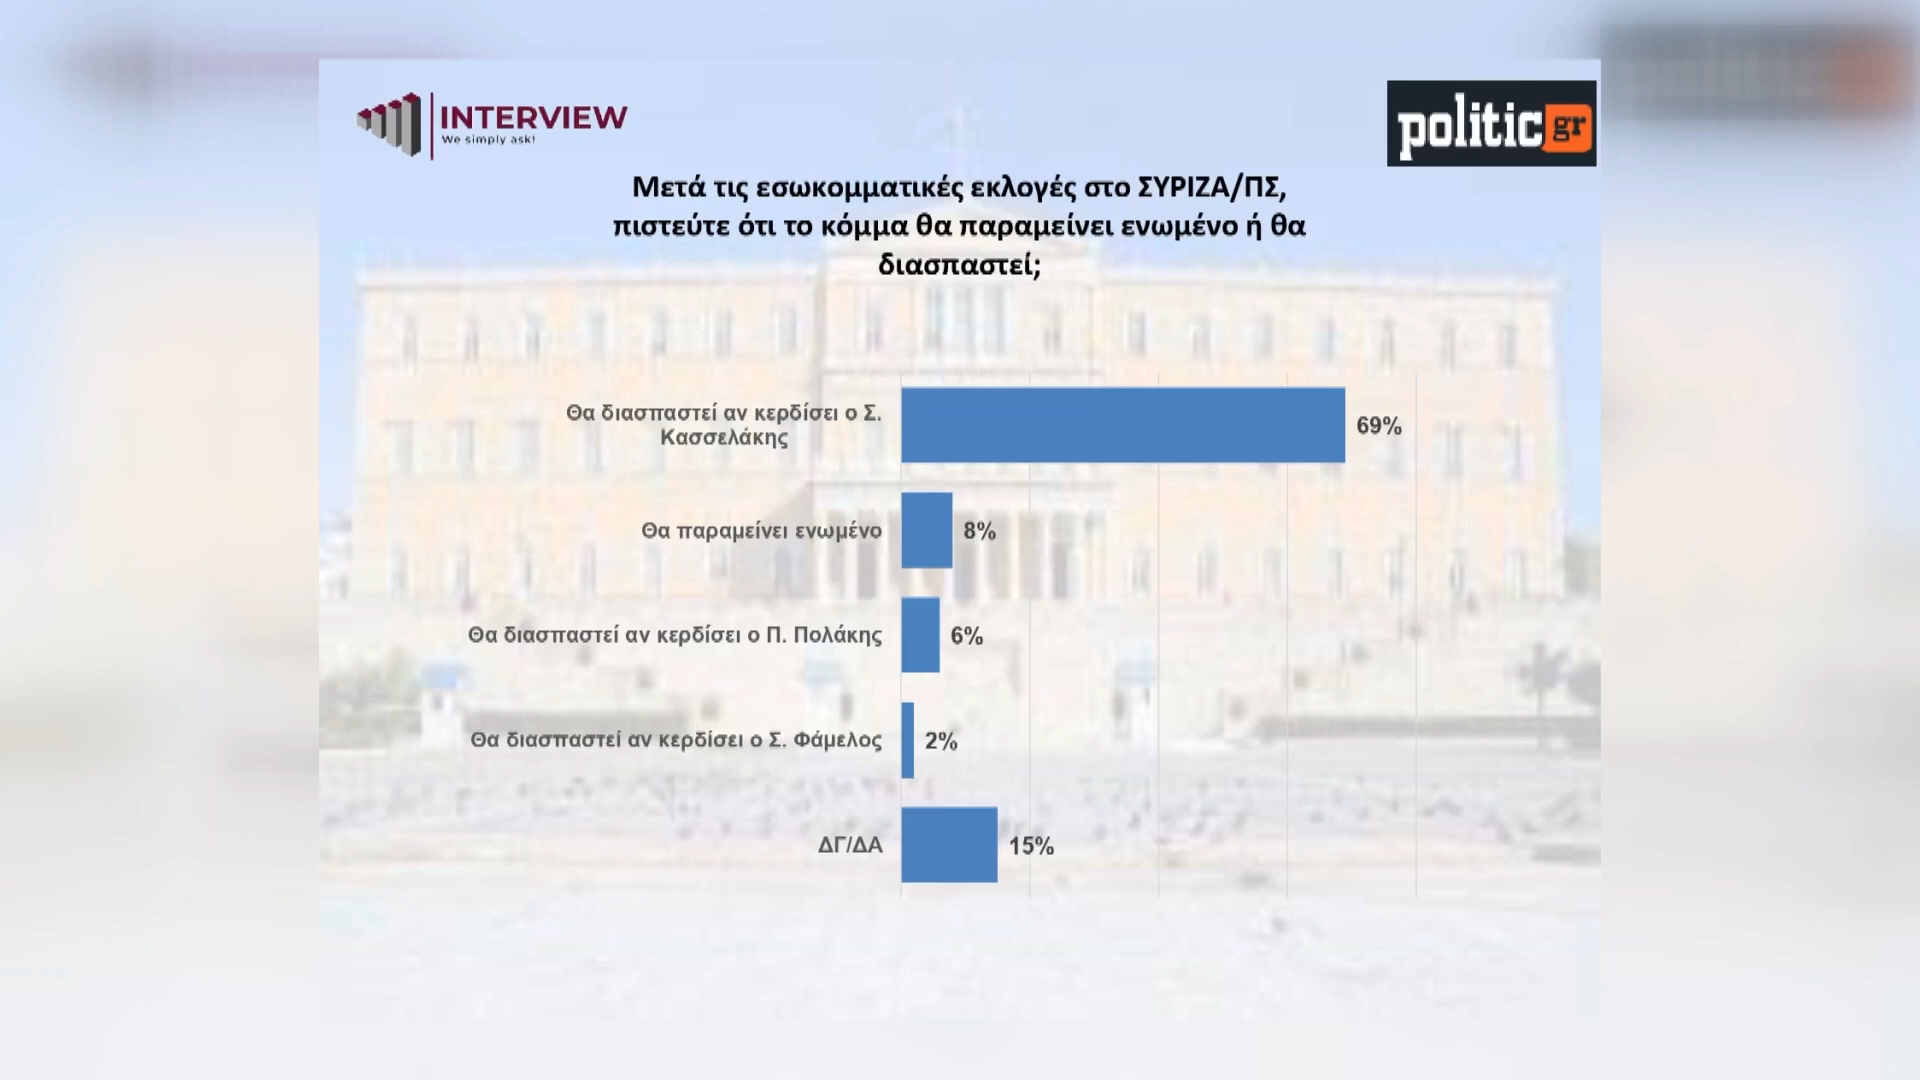 INTERVIEW
We simply ask!
politic gr
Μετά τις εσωκομματικές εκλογές στο ΣΥΡΙΖΑ/ΠΣ,
πιστεύτε ότι το κόμμα θα παραμείνει ενωμένο ή θα
διασπαστεί;
Θα διασπαστεί αν κερδίσει ο Σ.
Κασσελάκης
69%
Θα παραμείνει ενωμένο
8%
Θα διασπαστεί αν κερδίσει ο Π. Πολάκης
6%
Θα διασπαστεί αν κερδίσει ο Σ. Φάμελος
2%
ΔΓ/ΔΑ
15%